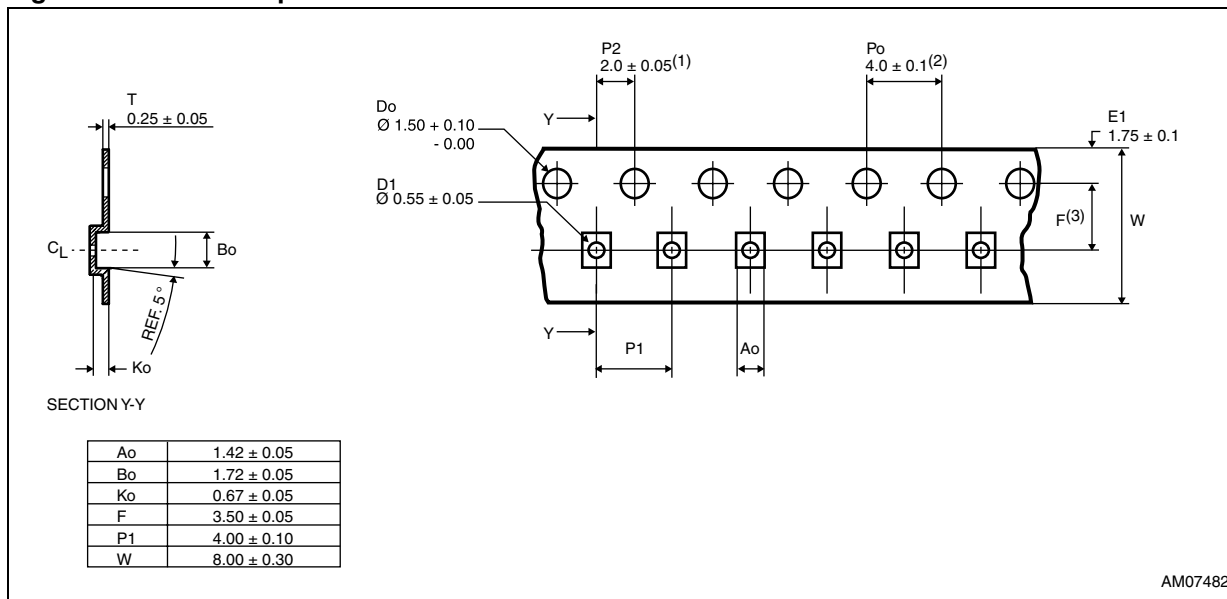 T
0.25 ± 0.05
P2
2.0 ± 0.05(1)
Po
4.0 ± 0.1(2)
Do
Ø 1.50 + 0.10
- 0.00
Y
E1
1.75 ± 0.1
D1
Ø 0.55 ± 0.05
F(3)
W
CL
Bo
REF. 5°
Ko
Y
P1
Ao
SECTION Y-Y
Ao 1.42 ± 0.05
Bo 1.72 ± 0.05
Ko 0.67 ± 0.05
F 3.50 ± 0.05
P1 4.00 ± 0.10
W 8.00 ± 0.30
AM07482